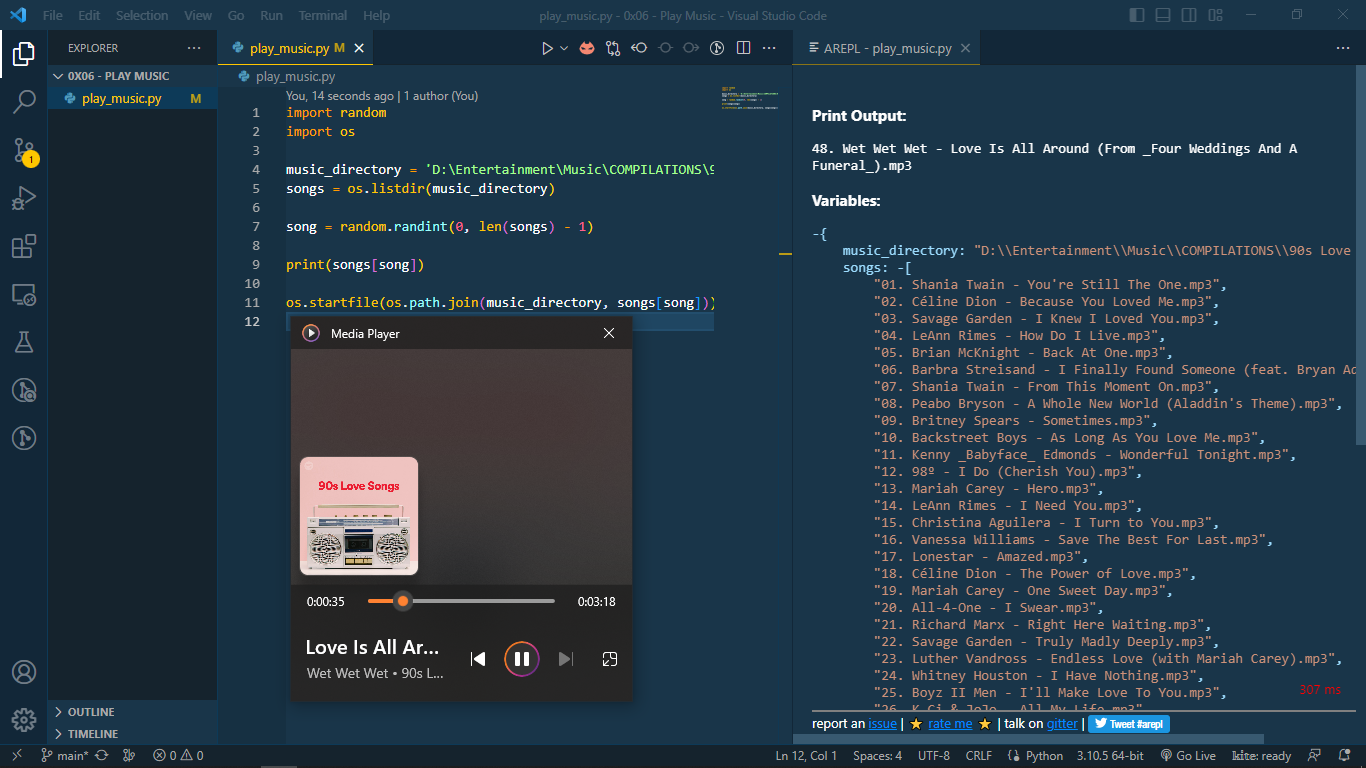 File Edit Selection View Go Run Terminal Help
play_music.py - 0x06 - Play Music - Visual Studio Code
EXPLORER
0X06 - PLAY MUSIC
play_music.py M
1
OUTLINE
TIMELINE
play_music.py M
play_music.py
You, 14 seconds ago | 1 author (You)
1 import random
2 import os
3
4 music_directory = 'D:\Entertainment\Music\COMPILATIONS\9
5 songs = os.listdir(music_directory)
6
7 song = random.randint(0, len(songs) - 1)
8
9 print(songs[song])
10
11 os.startfile(os.path.join(music_directory, songs[song]))
12
Media Player
90s Love Songs
0:00:35
0:03:18
Love Is All Ar...
Wet Wet Wet • 90s L...
AREPL - play_music.py
Print Output:
48. Wet Wet Wet - Love Is All Around (From _Four Weddings And A
Funeral_).mp3
Variables:
-{
music_directory: "D:\\Entertainment\\Music\\COMPILATIONS\\90s Love
songs: -[
"01. Shania Twain - You're Still The One.mp3",
"02. Céline Dion - Because You Loved Me.mp3",
"03. Savage Garden - I Knew I Loved You.mp3",
"04. LeAnn Rimes - How Do I Live.mp3",
"05. Brian McKnight - Back At One.mp3",
"06. Barbra Streisand - I Finally Found Someone (feat. Bryan Ad
"07. Shania Twain - From This Moment On.mp3",
"08. Peabo Bryson - A Whole New World (Aladdin's Theme).mp3",
"09. Britney Spears - Sometimes.mp3",
"10. Backstreet Boys - As Long As You Love Me.mp3",
"11. Kenny _Babyface_ Edmonds - Wonderful Tonight.mp3",
"12. 98º - I Do (Cherish You).mp3",
"13. Mariah Carey - Hero.mp3",
"14. LeAnn Rimes - I Need You.mp3",
"15. Christina Aguilera - I Turn to You.mp3",
"16. Vanessa Williams - Save The Best For Last.mp3",
"17. Lonestar - Amazed.mp3",
"18. Céline Dion - The Power of Love.mp3",
"19. Mariah Carey - One Sweet Day.mp3",
"20. All-4-One - I Swear.mp3",
"21. Richard Marx - Right Here Waiting.mp3",
"22. Savage Garden - Truly Madly Deeply.mp3",
"23. Luther Vandross - Endless Love (with Mariah Carey).mp3",
"24. Whitney Houston - I Have Nothing.mp3",
"25. Boyz II Men - I'll Make Love To You.mp3",
"26. K-Ci & JoJo - All My Life.mp3"
307 ms
report an issue | ⭐ rate me ⭐ | talk on gitter | Tweet #arepl
main* 0 0
Ln 12, Col 1 Spaces: 4 UTF-8 CRLF Python 3.10.5 64-bit Go Live kite: ready